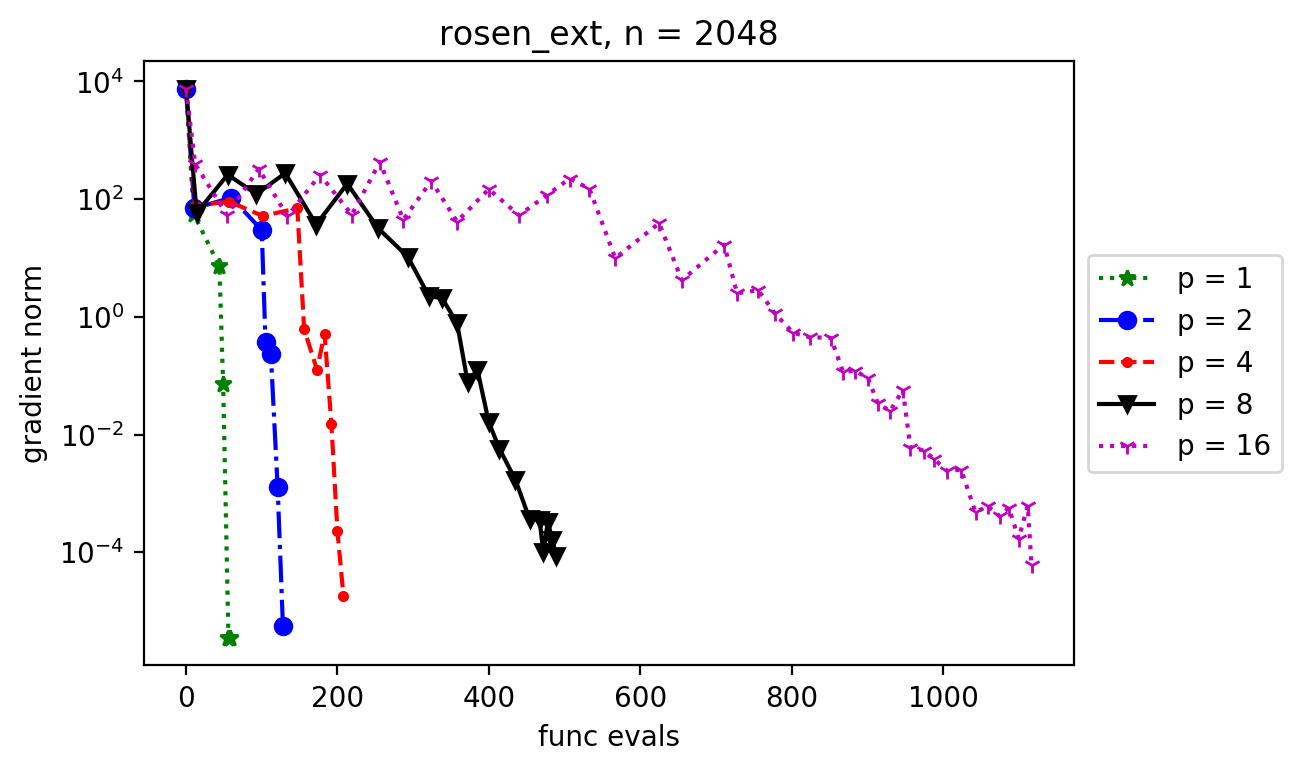 rosen_ext, n = 2048
gradient norm
10^4
10^2
10^0
10^−2
10^−4
0 200 400 600 800 1000
func evals
p = 1
p = 2
p = 4
p = 8
p = 16